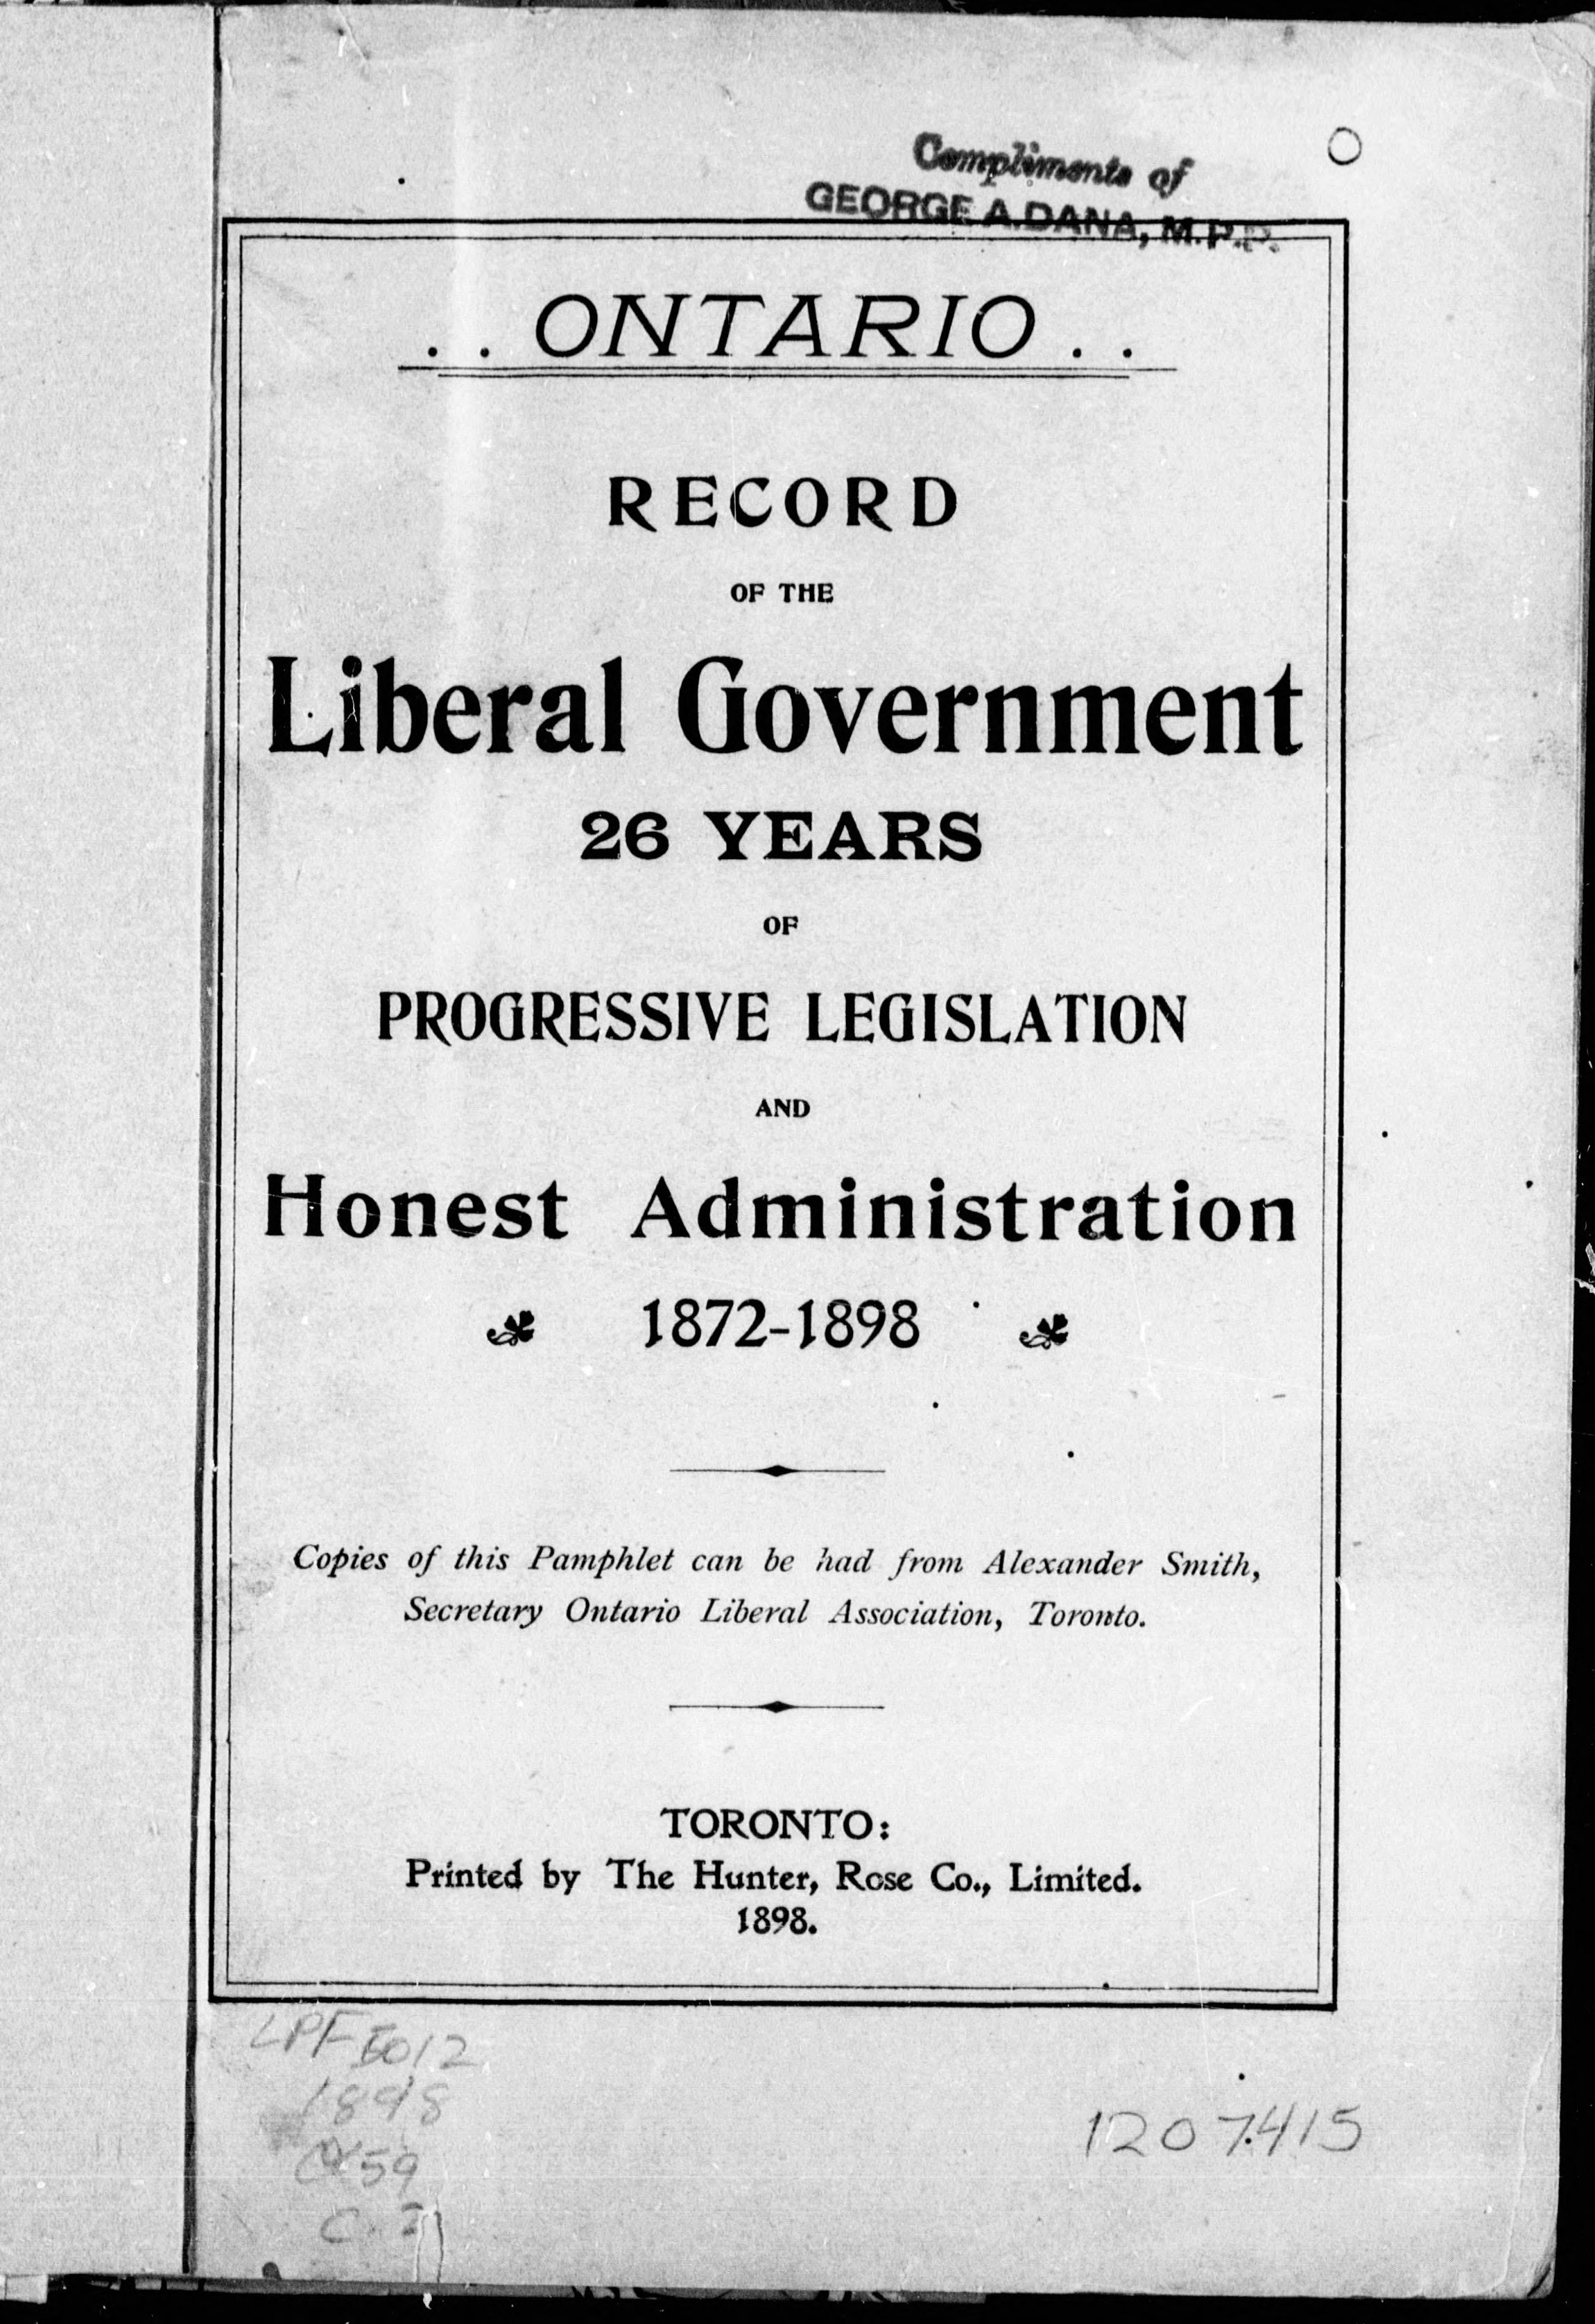 Compliments of
GEORGE A. DANA, M.P.P.
. . ONTARIO . .
RECORD
OF THE
Liberal Government
26 YEARS
OF
PROGRESSIVE LEGISLATION
AND
Honest Administration
1872-1898
Copies of this Pamphlet can be had from Alexander Smith,
Secretary Ontario Liberal Association, Toronto.
TORONTO:
Printed by The Hunter, Rose Co., Limited.
1898.
1898
1207415